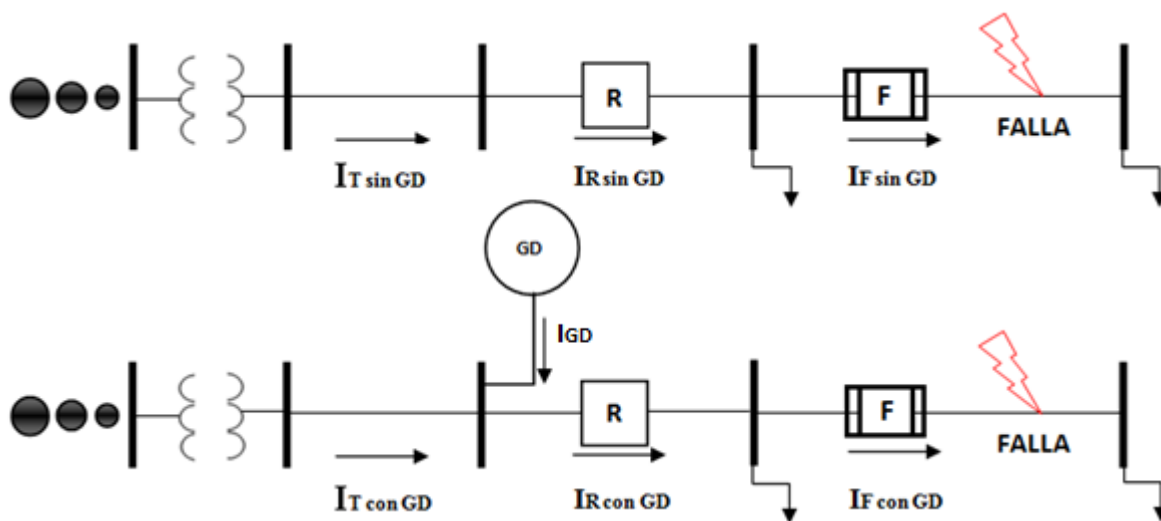 R
F
FALLA
IT sin GD
IR sin GD
IF sin GD
GD
IGD
R
F
FALLA
IT con GD
IR con GD
IF con GD